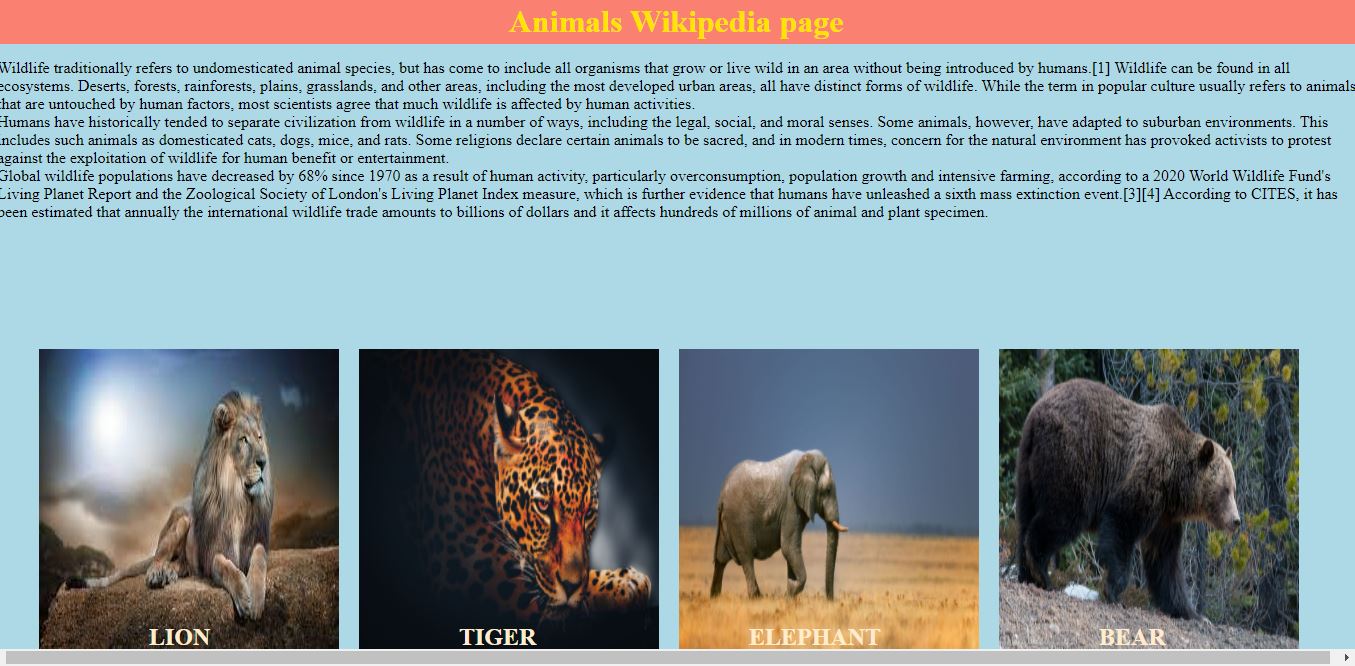 Animals Wikipedia page
Wildlife traditionally refers to undomesticated animal species, but has come to include all organisms that grow or live wild in an area without being introduced by humans.[1] Wildlife can be found in all
ecosystems. Deserts, forests, rainforests, plains, grasslands, and other areas, including the most developed urban areas, all have distinct forms of wildlife. While the term in popular culture usually refers to animals
that are untouched by human factors, most scientists agree that much wildlife is affected by human activities.
Humans have historically tended to separate civilization from wildlife in a number of ways, including the legal, social, and moral senses. Some animals, however, have adapted to suburban environments. This
includes such animals as domesticated cats, dogs, mice, and rats. Some religions declare certain animals to be sacred, and in modern times, concern for the natural environment has provoked activists to protest
against the exploitation of wildlife for human benefit or entertainment.
Global wildlife populations have decreased by 68% since 1970 as a result of human activity, particularly overconsumption, population growth and intensive farming, according to a 2020 World Wildlife Fund's
Living Planet Report and the Zoological Society of London's Living Planet Index measure, which is further evidence that humans have unleashed a sixth mass extinction event.[3][4] According to CITES, it has
been estimated that annually the international wildlife trade amounts to billions of dollars and it affects hundreds of millions of animal and plant specimen.
LION
TIGER
ELEPHANT
BEAR